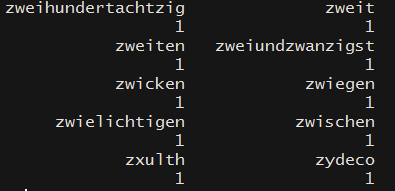 zweihundertachtzig zweit
1 1
zweiten zweiundzwanzigst
1 1
zwicken zwiegen
1 1
zwielichtigen zwischen
1 1
zxulth zydeco
1 1